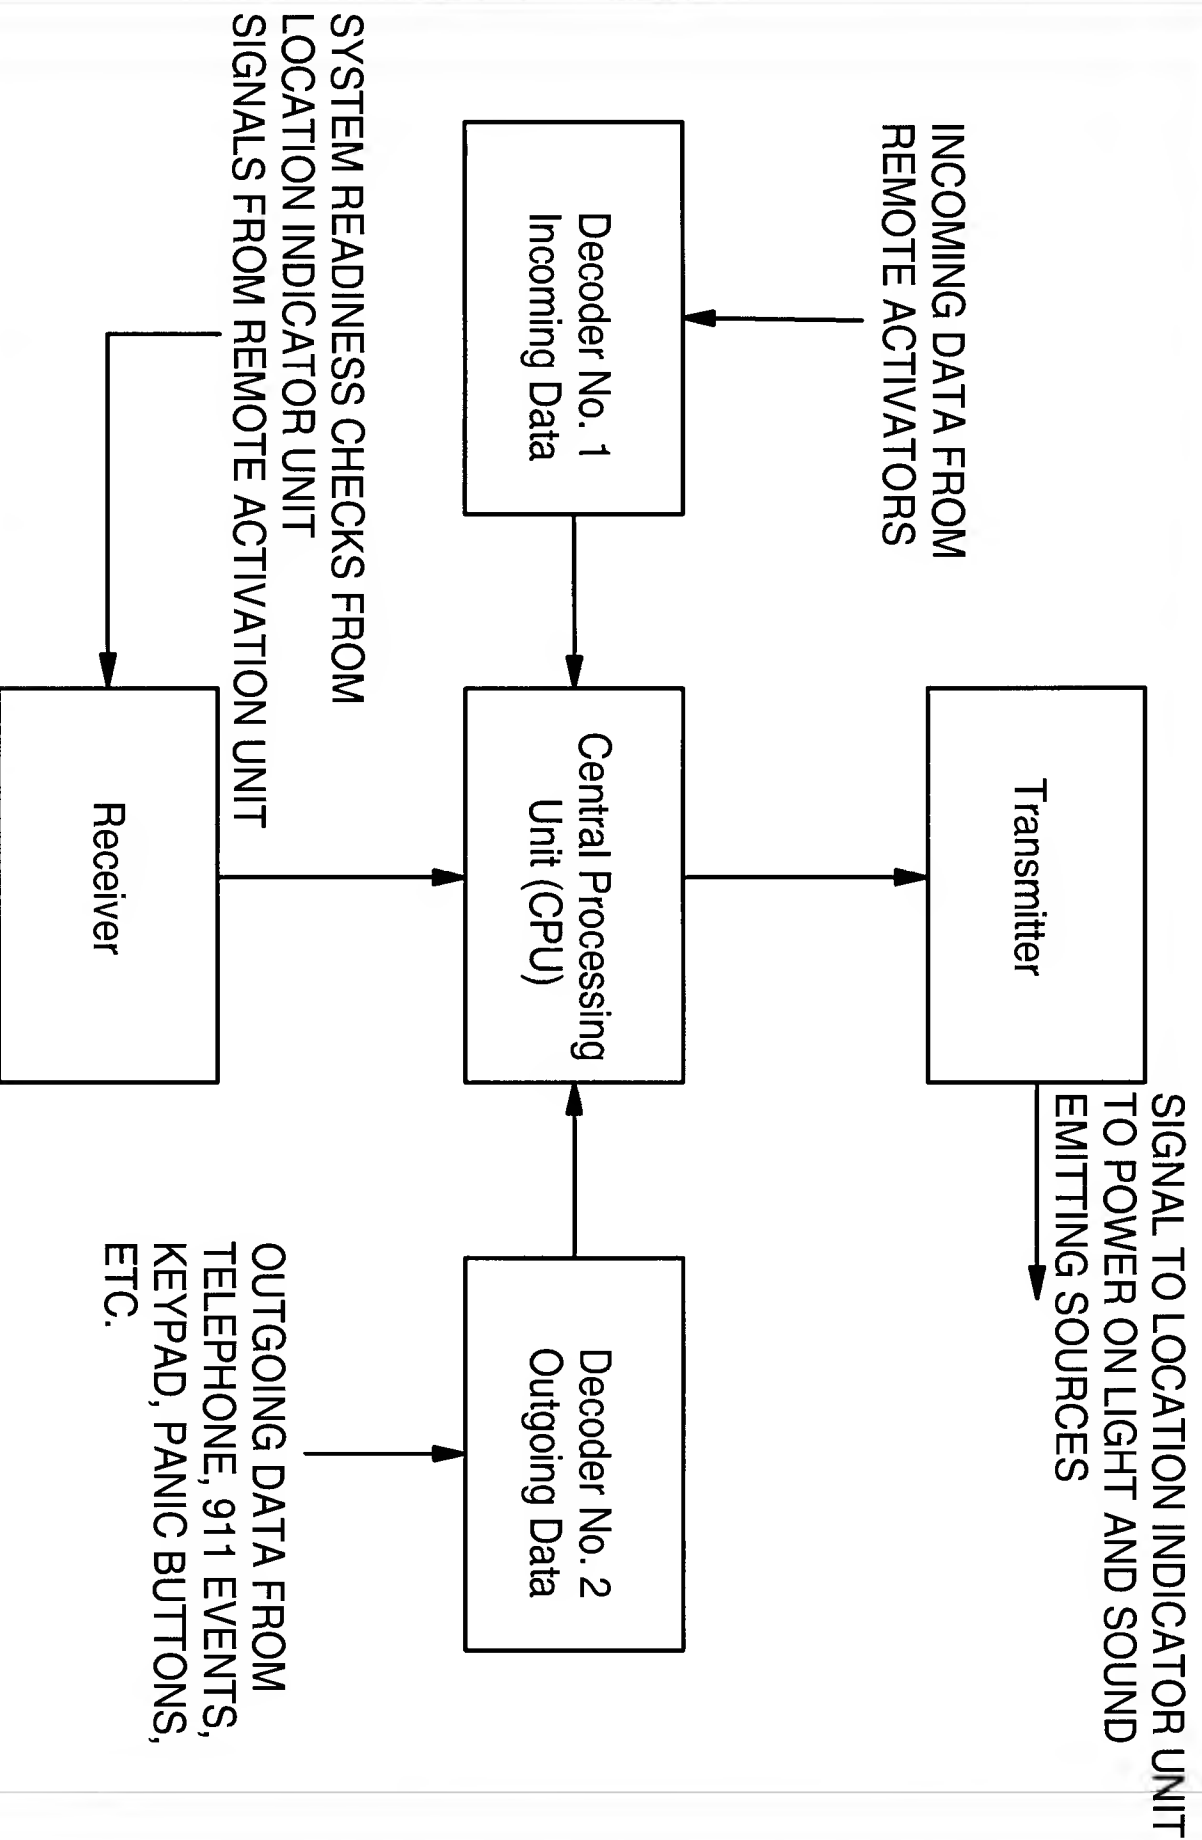 SIGNAL TO LOCATION INDICATOR UNIT
TO POWER ON LIGHT AND SOUND
EMITTING SOURCES
Transmitter
INCOMING DATA FROM
REMOTE ACTIVATORS
Decoder No. 1
Incoming Data
Central Processing
Unit (CPU)
Decoder No. 2
Outgoing Data
SYSTEM READINESS CHECKS FROM
LOCATION INDICATOR UNIT
SIGNALS FROM REMOTE ACTIVATION UNIT
Receiver
OUTGOING DATA FROM
TELEPHONE, 911 EVENTS,
KEYPAD, PANIC BUTTONS,
ETC.